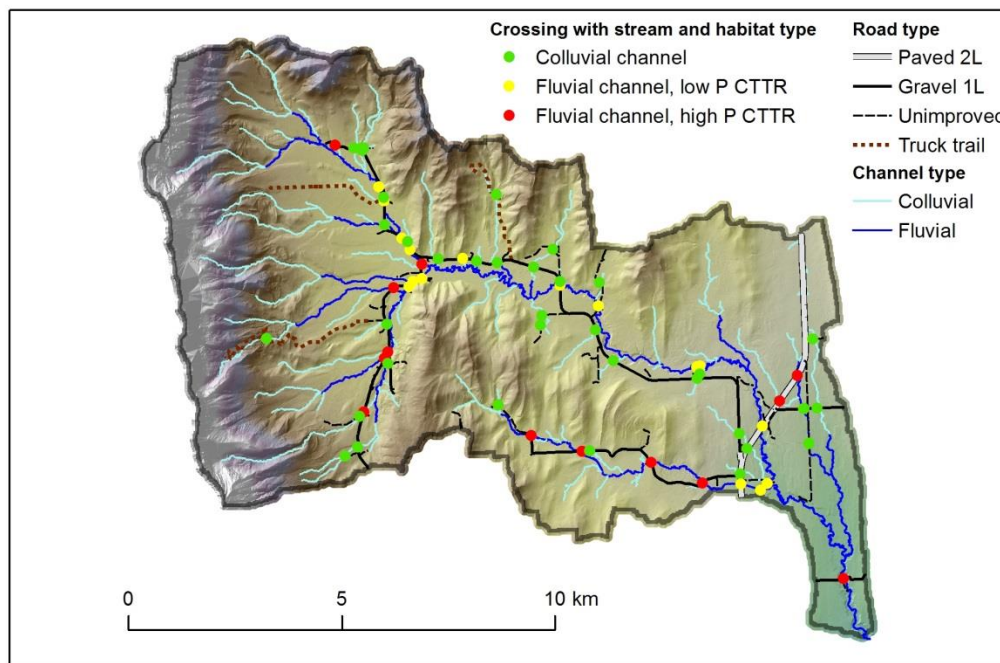 Crossing with stream and habitat type
Colluvial channel
Fluvial channel, low P CTTR
Fluvial channel, high P CTTR
Road type
Paved 2L
Gravel 1L
Unimproved
Truck trail
Channel type
Colluvial
Fluvial
0 5 10 km